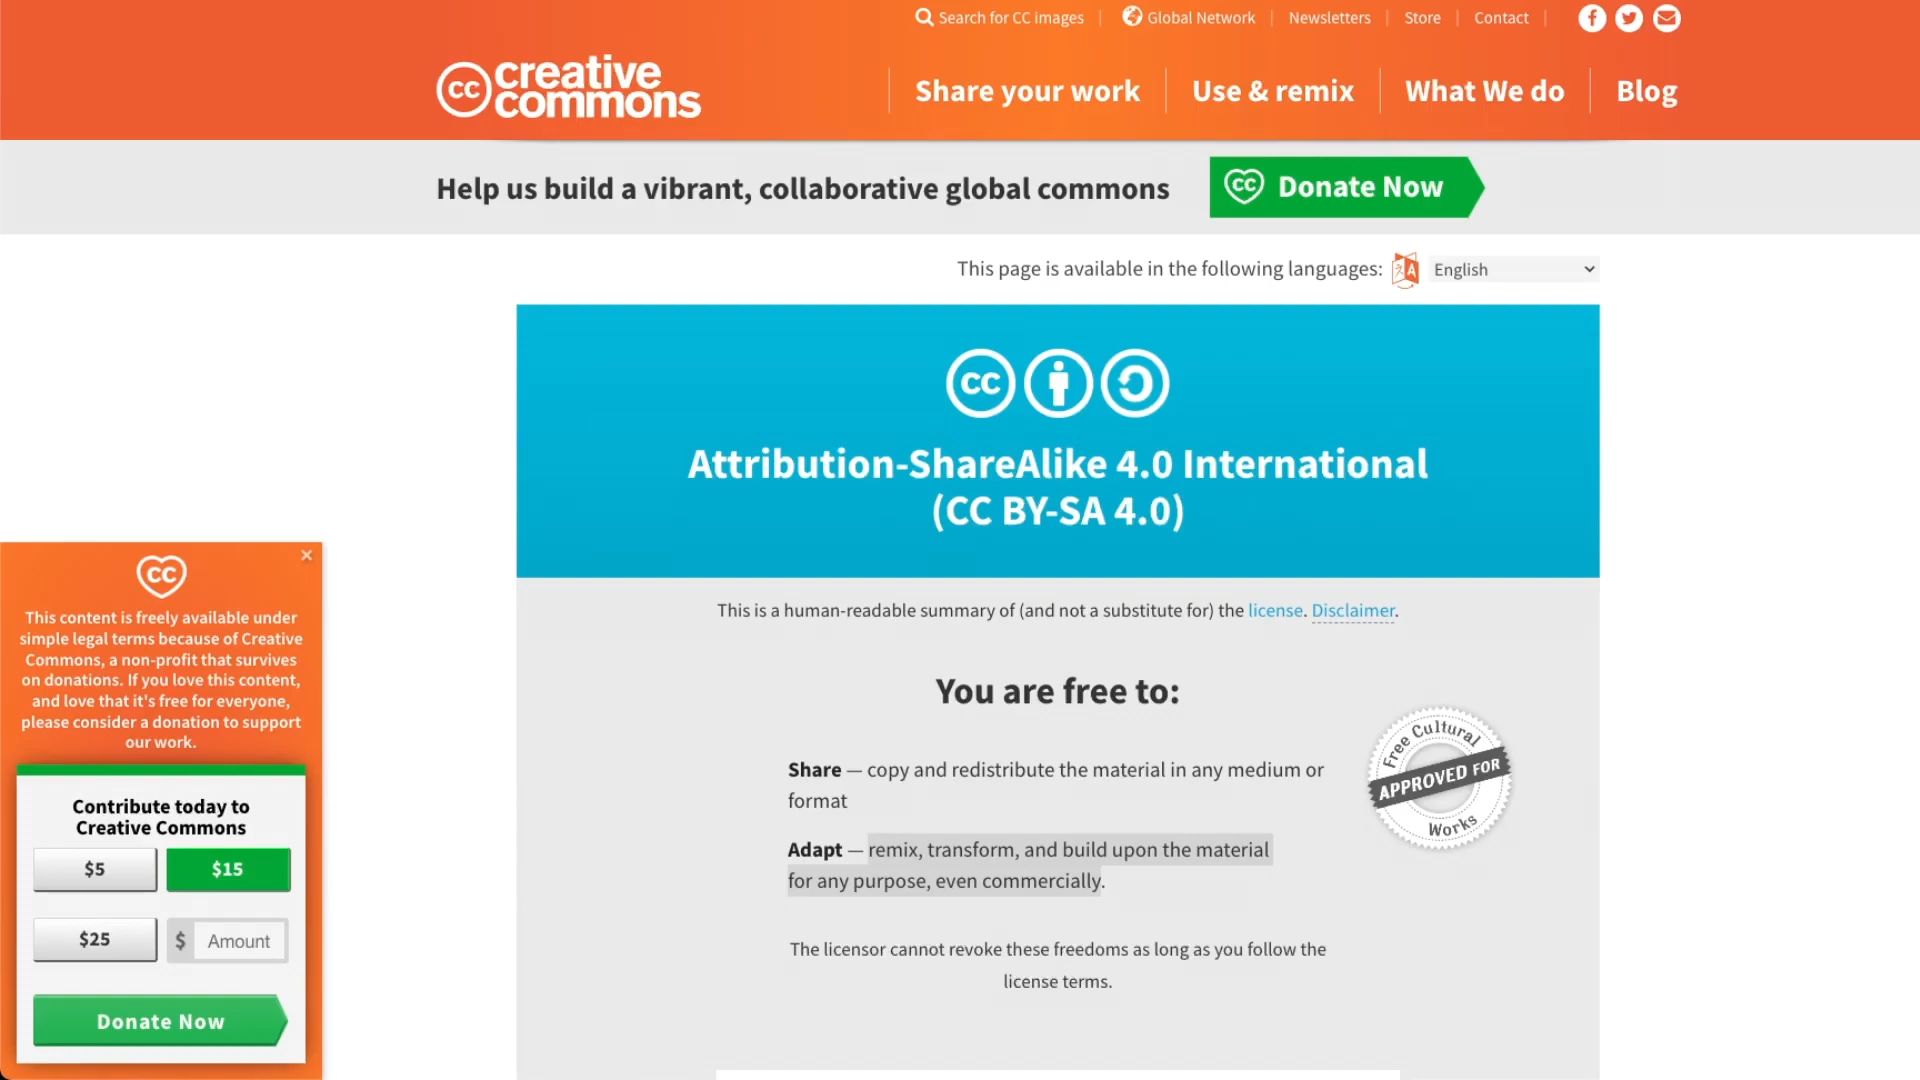 Search for CC images
Global Network
Newsletters
Store
Contact
creative
commons
Share your work
Use & remix
What We do
Blog
Help us build a vibrant, collaborative global commons
Donate Now
This page is available in the following languages:
English
Attribution-ShareAlike 4.0 International
(CC BY-SA 4.0)
This is a human-readable summary of (and not a substitute for) the license. Disclaimer.
You are free to:
Share — copy and redistribute the material in any medium or
format
Adapt — remix, transform, and build upon the material
for any purpose, even commercially.
Free Cultural
APPROVED FOR
Works
The licensor cannot revoke these freedoms as long as you follow the
license terms.
This content is freely available under
simple legal terms because of Creative
Commons, a non-profit that survives
on donations. If you love this content,
and love that it's free for everyone,
please consider a donation to support
our work.
Contribute today to
Creative Commons
$5
$15
$25
$ Amount
Donate Now